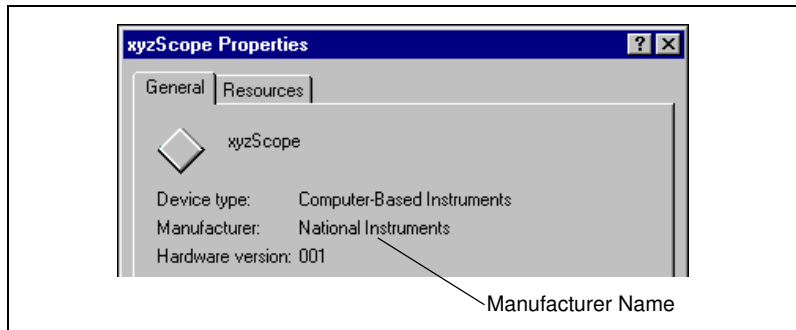 xyzScope Properties
General Resources
xyzScope
Device type: Computer-Based Instruments
Manufacturer: National Instruments
Hardware version: 001
Manufacturer Name